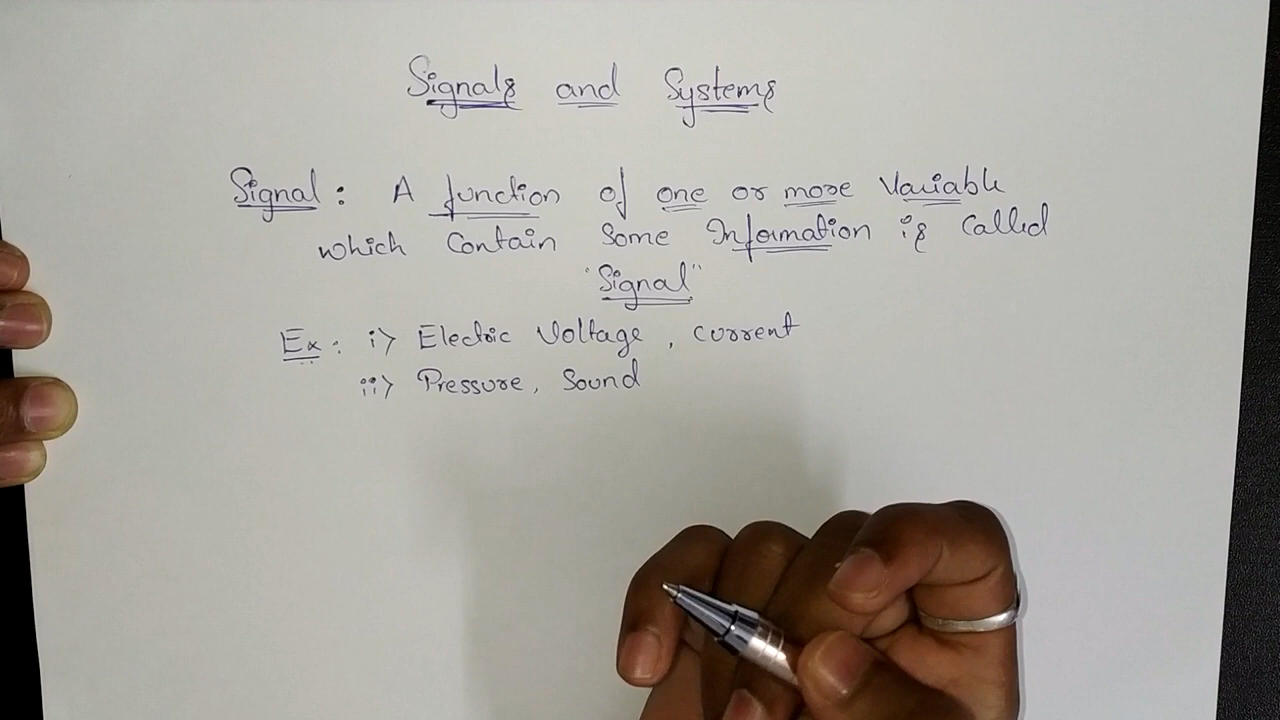 Signals and Systems
Signal : A function of one or more Variable
which Contain Some Information is Called
"Signal"
Ex : i> Electric Voltage , current
ii> Pressure, Sound